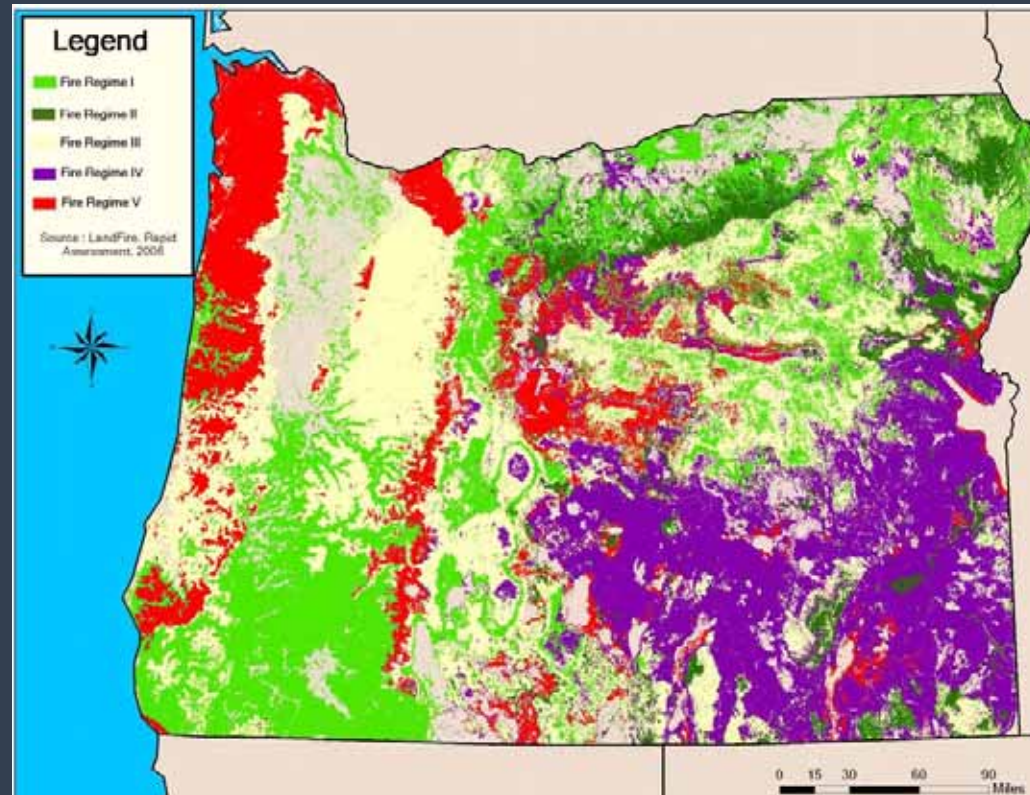 Legend
Fire Regime I
Fire Regime II
Fire Regime III
Fire Regime IV
Fire Regime V
Source : LandFire, Rapid
Assessment, 2006
0 15 30 60 90
Miles